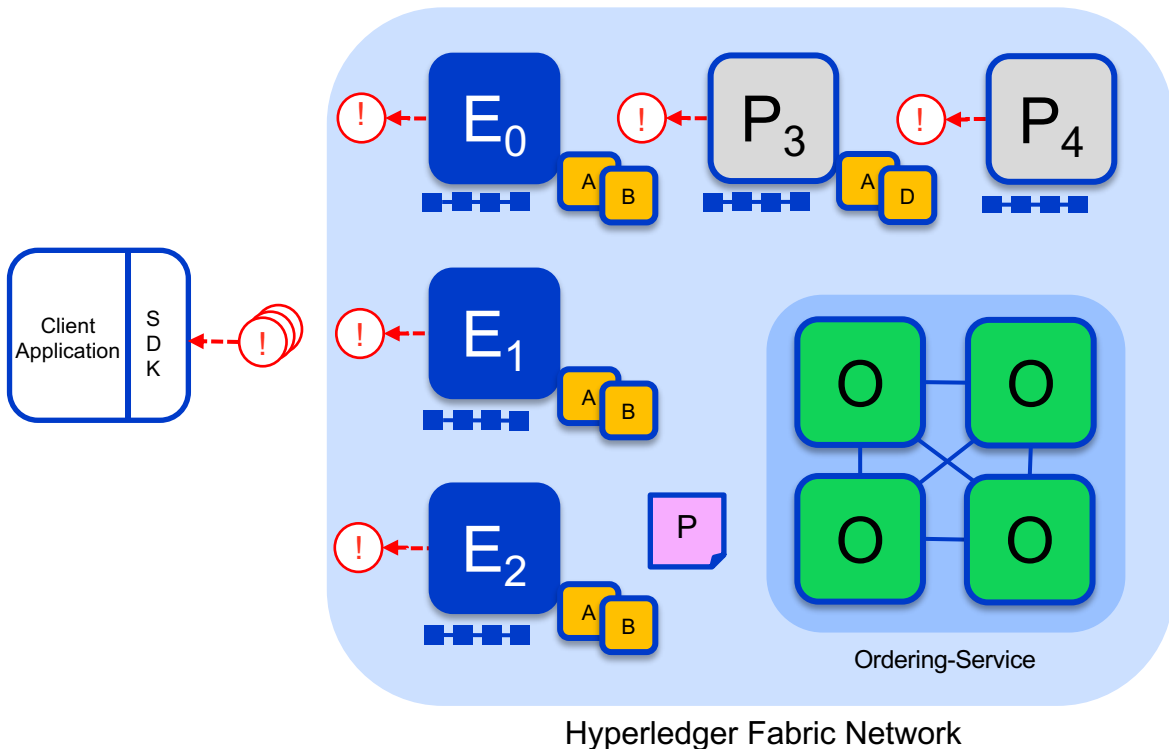 ! E₀ ! P₃ ! P₄
A B A D
Client
Application
S
D
K
!
! E₁
A B
O O
! E₂
P
O O
A B
Ordering-Service
Hyperledger Fabric Network